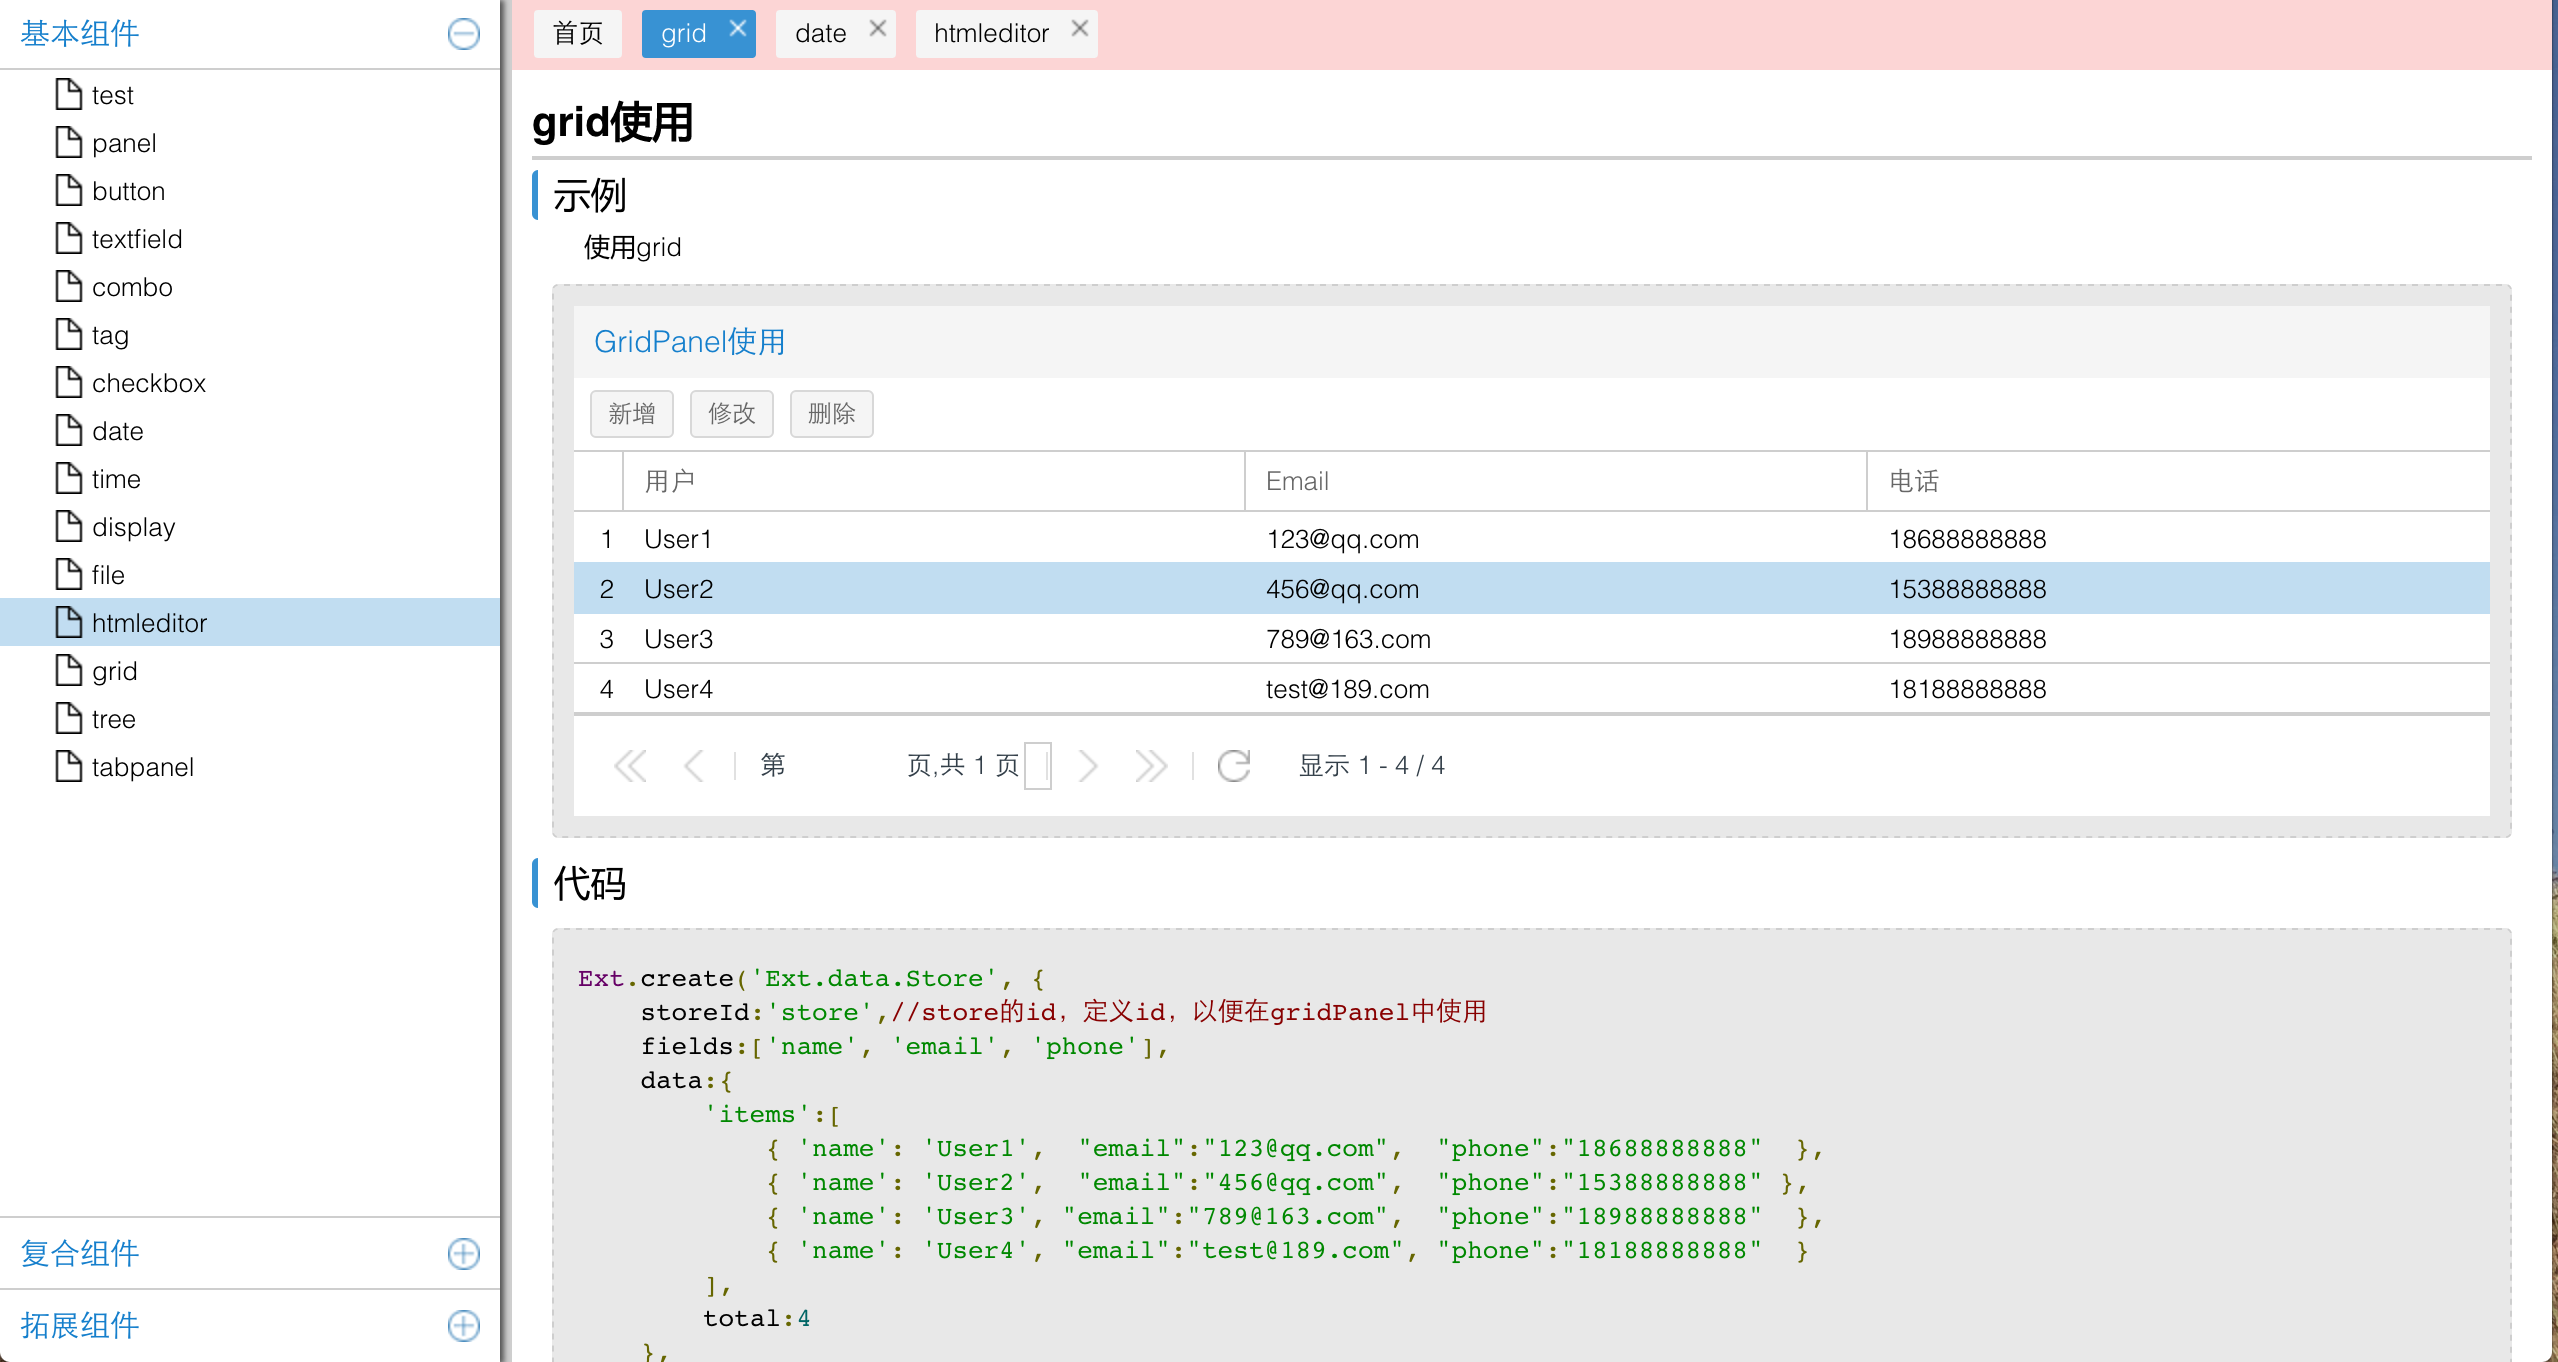 基本组件
test
panel
button
textfield
combo
tag
checkbox
date
time
display
file
htmleditor
grid
tree
tabpanel
复合组件
拓展组件
首页 grid date htmleditor
grid使用
示例
使用grid
GridPanel使用
新增 修改 删除
用户 Email 电话
1 User1 123@qq.com 18688888888
2 User2 456@qq.com 15388888888
3 User3 789@163.com 18988888888
4 User4 test@189.com 18188888888
第 页,共 1 页 显示 1 - 4 / 4
代码
Ext.create('Ext.data.Store', {
storeId:'store',//store的id，定义id，以便在gridPanel中使用
fields:['name', 'email', 'phone'],
data:{
'items':[
{ 'name': 'User1', "email":"123@qq.com", "phone":"18688888888" },
{ 'name': 'User2', "email":"456@qq.com", "phone":"15388888888" },
{ 'name': 'User3', "email":"789@163.com", "phone":"18988888888" },
{ 'name': 'User4', "email":"test@189.com", "phone":"18188888888" }
],
total:4
},